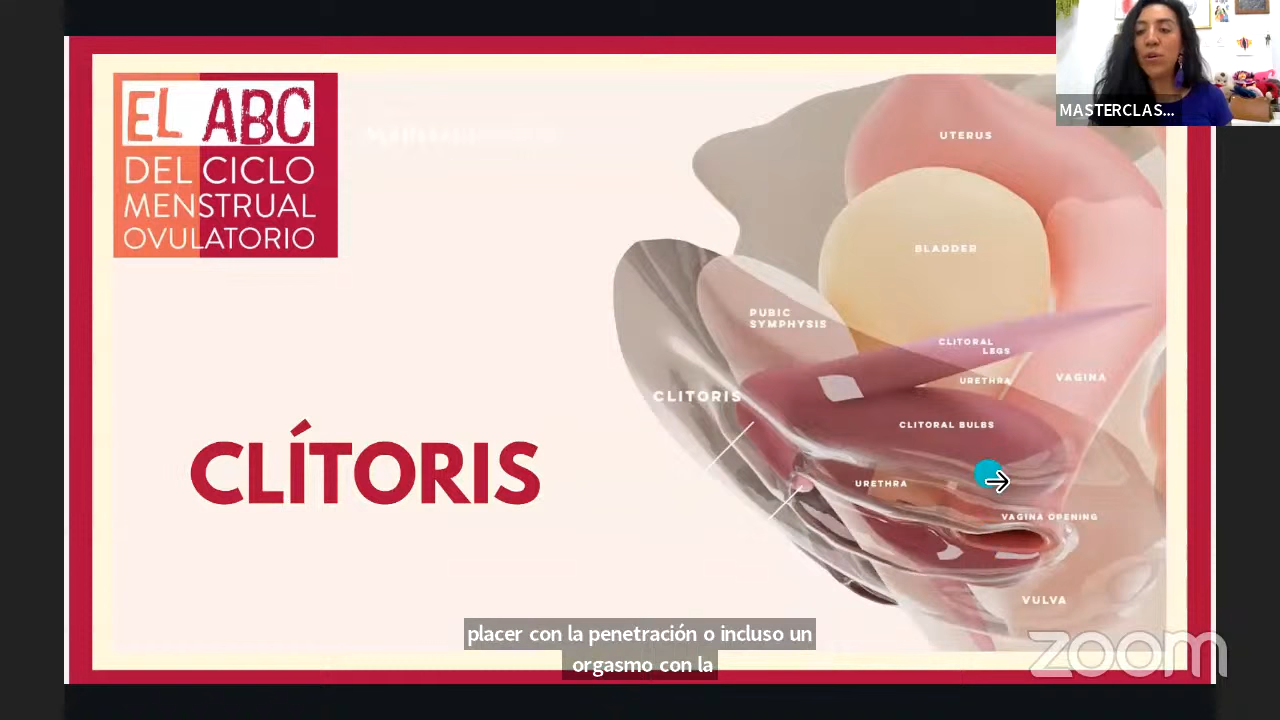 MASTERCLAS...
EL ABC
DEL CICLO
MENSTRUAL
OVULATORIO
UTERUS
BLADDER
PUBIC
SYMPHYSIS
CLITORAL
LEGS
URETHRA
VAGINA
CLITORIS
CLITORAL BULBS
CLÍTORIS
URETHRA
VAGINA OPENING
VULVA
placer con la penetración o incluso un
orgasmo con la
zoom